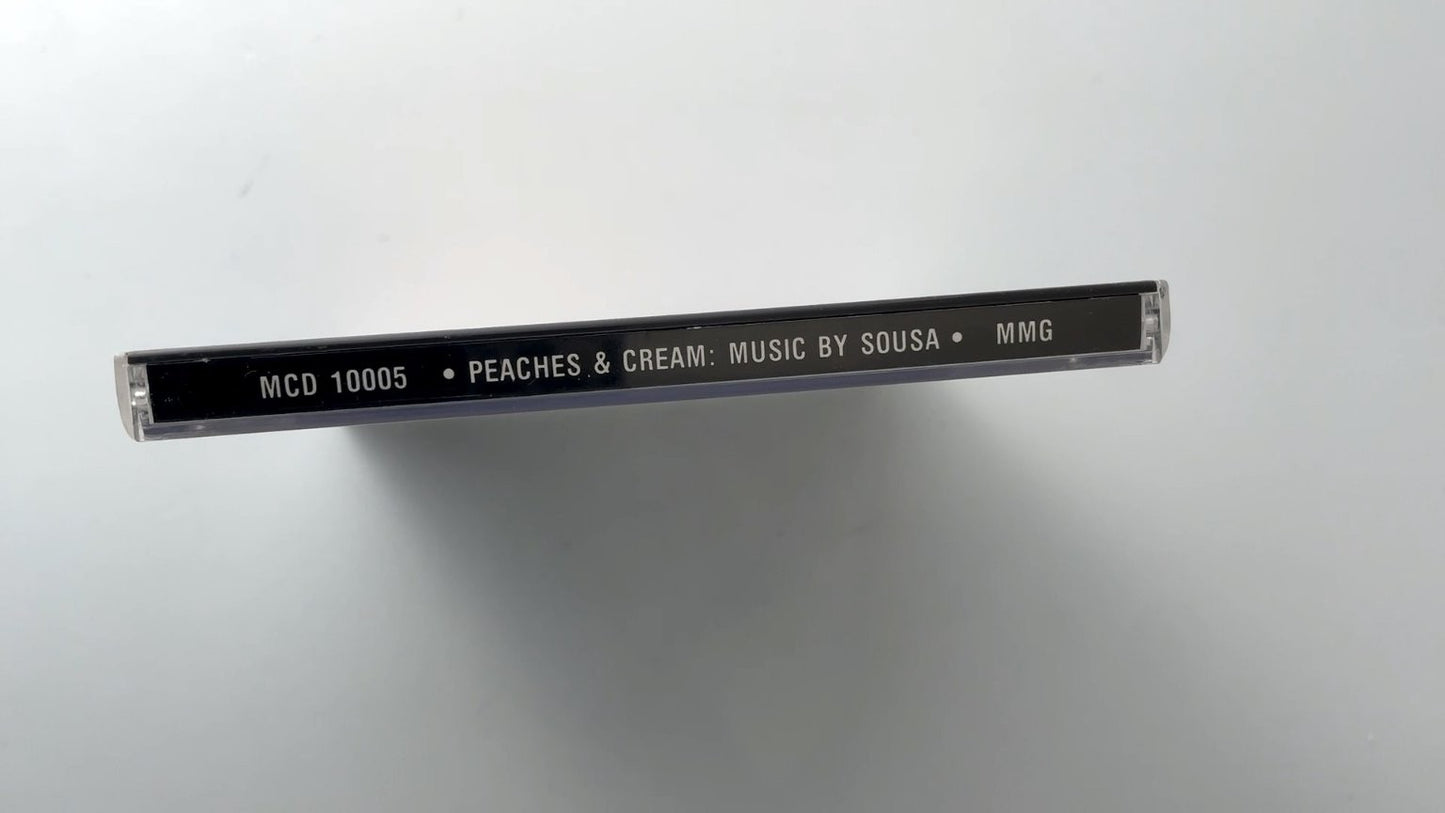 MCD 10005 • PEACHES & CREAM: MUSIC BY SOUSA • MMG